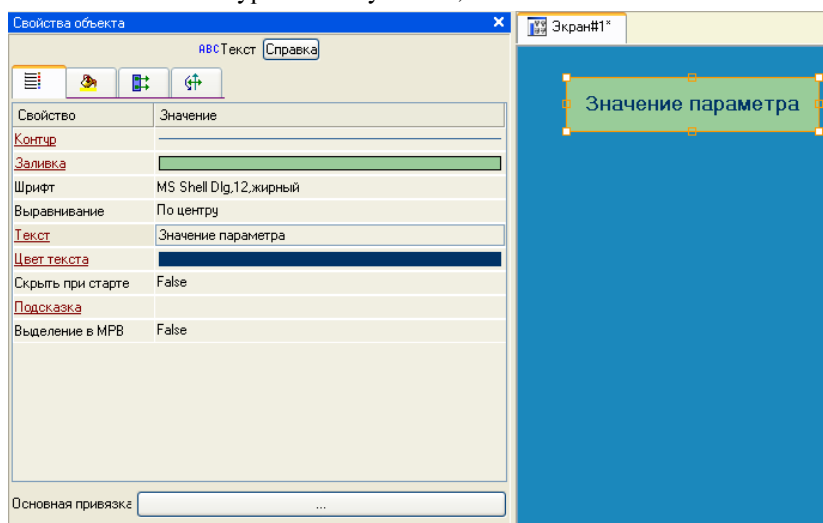 Свойства объекта
ABCТекст Справка
Свойство Значение
Контур
Заливка
Шрифт MS Shell Dlg,12,жирный
Выравнивание По центру
Текст Значение параметра
Цвет текста
Скрыть при старте False
Подсказка
Выделение в МРВ False
Основная привязка ...
Экран#1*
Значение параметра